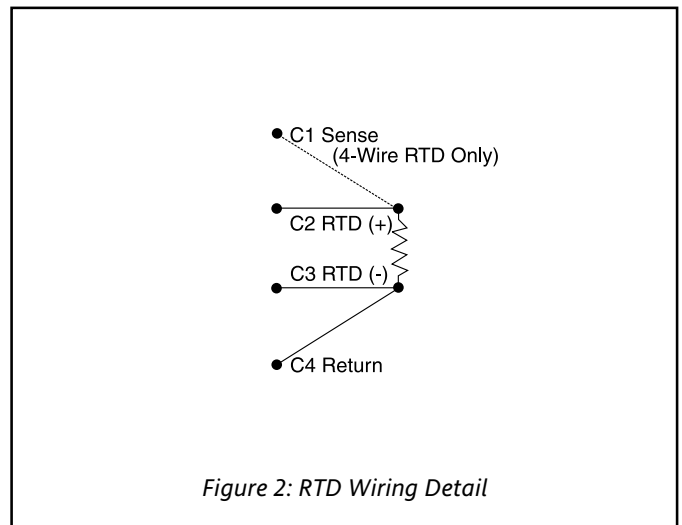 C1 Sense
(4-Wire RTD Only)
C2 RTD (+)
C3 RTD (-)
C4 Return
Figure 2: RTD Wiring Detail